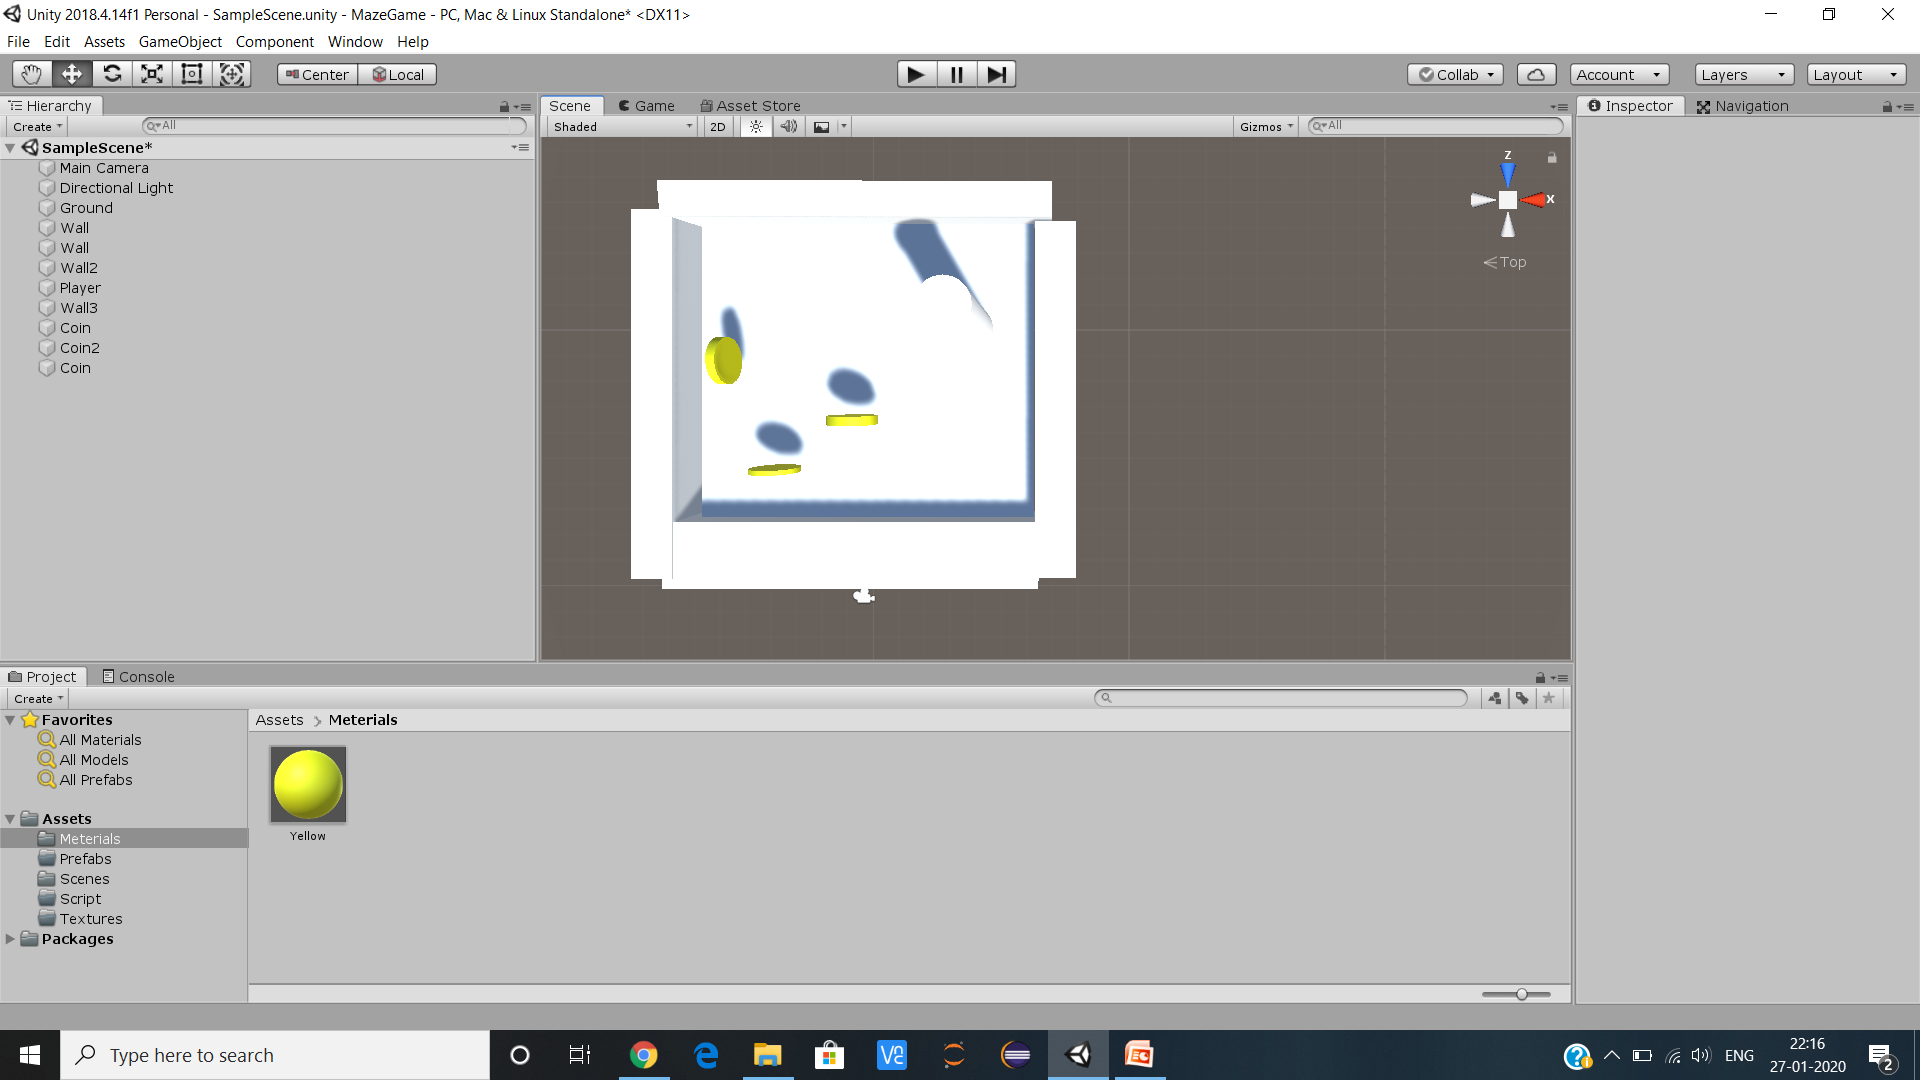 Unity 2018.4.14f1 Personal - SampleScene.unity - MazeGame - PC, Mac & Linux Standalone* <DX11>
File Edit Assets GameObject Component Window Help
Center Local Collab Account Layers Layout
Hierarchy
Create All
SampleScene*
Main Camera
Directional Light
Ground
Wall
Wall
Wall2
Player
Wall3
Coin
Coin2
Coin
Scene Game Asset Store
Shaded 2D Gizmos All
z
x
Top
Inspector Navigation
Project Console
Create
Favorites
All Materials
All Models
All Prefabs
Assets
Meterials
Prefabs
Scenes
Script
Textures
Packages
Assets Meterials
Yellow
Type here to search
ENG
22:16
27-01-2020
2